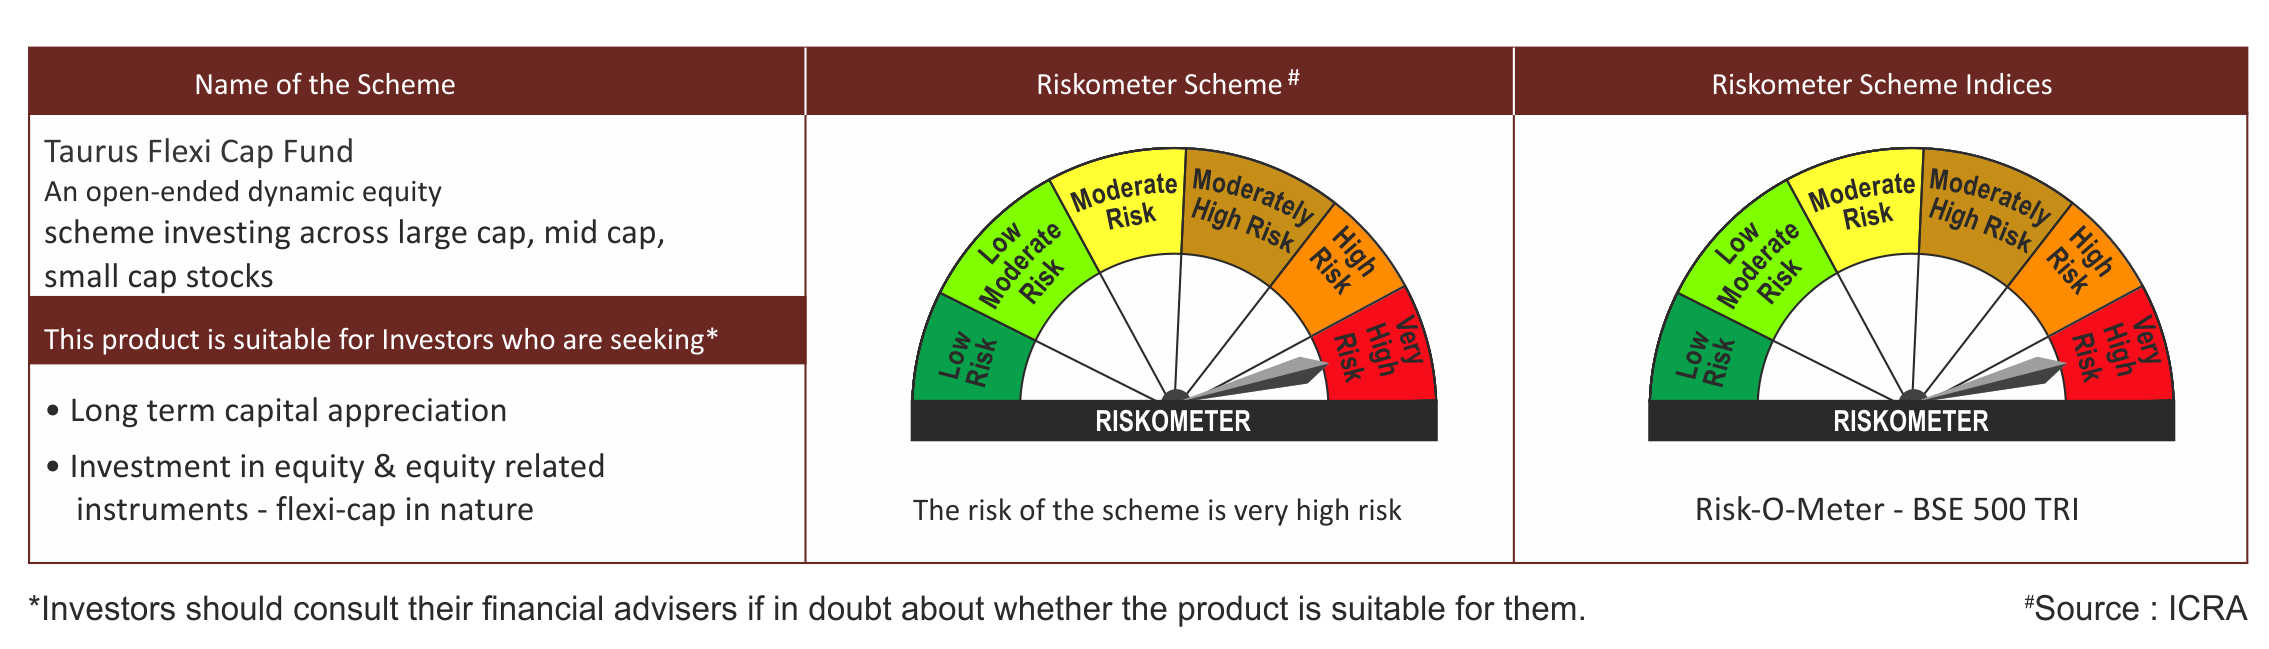 Name of the Scheme
Riskometer Scheme #
Riskometer Scheme Indices
Taurus Flexi Cap Fund
An open-ended dynamic equity
scheme investing across large cap, mid cap,
small cap stocks
This product is suitable for Investors who are seeking*
• Long term capital appreciation
• Investment in equity & equity related
instruments - flexi-cap in nature
Low
Risk
Low
Moderate
Risk
Moderate
Risk
Moderately
High Risk
High
Risk
Very
High
Risk
RISKOMETER
The risk of the scheme is very high risk
Low
Risk
Low
Moderate
Risk
Moderate
Risk
Moderately
High Risk
High
Risk
Very
High
Risk
RISKOMETER
Risk-O-Meter - BSE 500 TRI
*Investors should consult their financial advisers if in doubt about whether the product is suitable for them.
#Source : ICRA